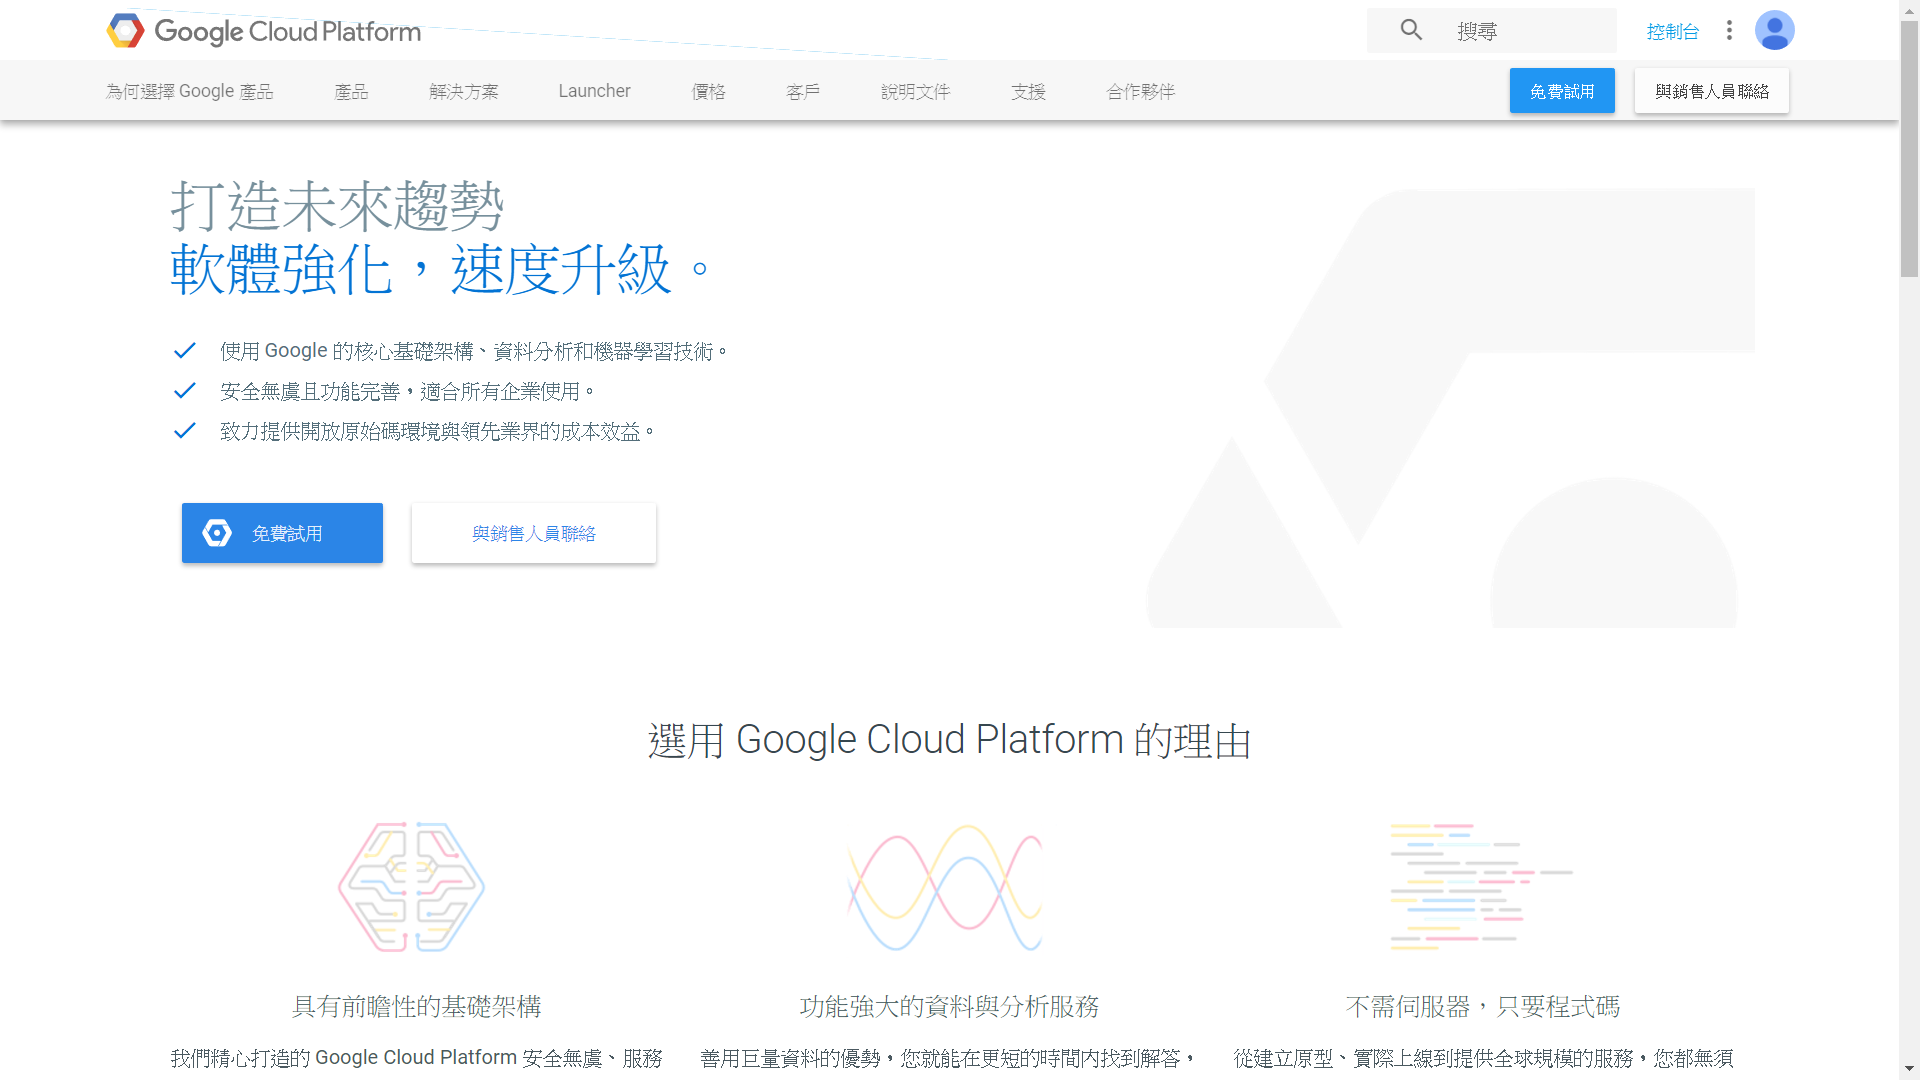 Google Cloud Platform
搜尋
控制台
為何選擇 Google 產品
產品
解決方案
Launcher
價格
客戶
說明文件
支援
合作夥伴
免費試用
與銷售人員聯絡
打造未來趨勢
軟體強化，速度升級。
使用 Google 的核心基礎架構、資料分析和機器學習技術。
安全無虞且功能完善，適合所有企業使用。
致力提供開放原始碼環境與領先業界的成本效益。
免費試用
與銷售人員聯絡
選用 Google Cloud Platform 的理由
具有前瞻性的基礎架構
我們精心打造的 Google Cloud Platform 安全無虞、服務
功能強大的資料與分析服務
善用巨量資料的優勢，您就能在更短的時間內找到解答，
不需伺服器，只要程式碼
從建立原型、實際上線到提供全球規模的服務，您都無須